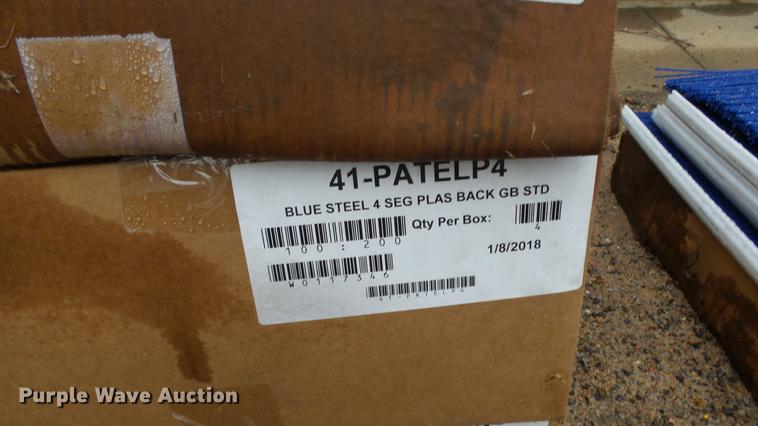 41-PATELP4
BLUE STEEL 4 SEG PLAS BACK GB STD
100 : 200
Qty Per Box:
4
W0117346
1/8/2018
41-PATELP4
Purple Wave Auction